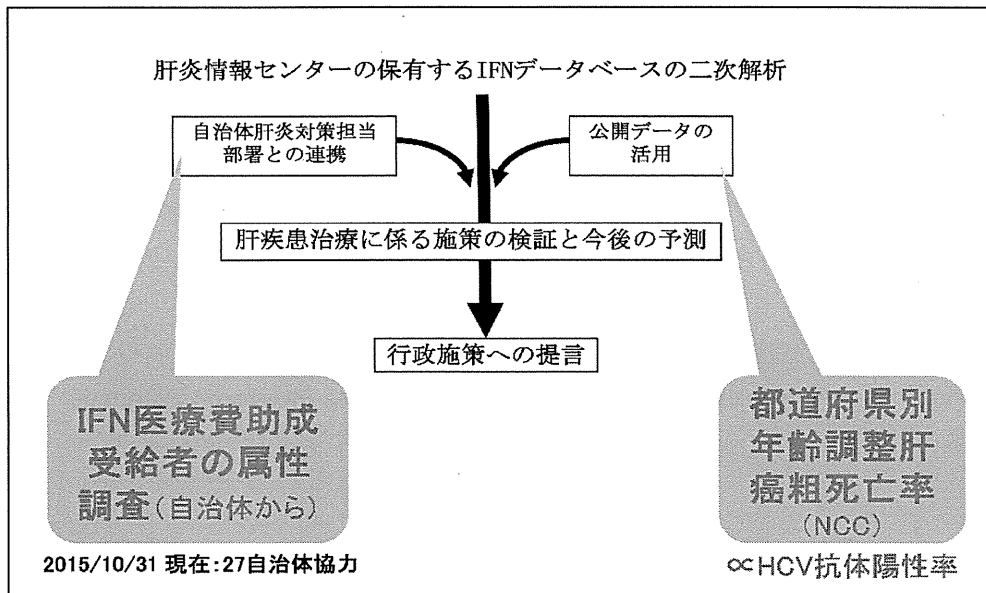 肝炎情報センターの保有するIFNデータベースの二次解析
自治体肝炎対策担当
部署との連携
公開データの
活用
肝疾患治療に係る施策の検証と今後の予測
行政施策への提言
IFN医療費助成
受給者の属性
調査(自治体から)
2015/10/31 現在:27自治体協力
都道府県別
年齢調整肝
癌粗死亡率
(NCC)
∝HCV抗体陽性率